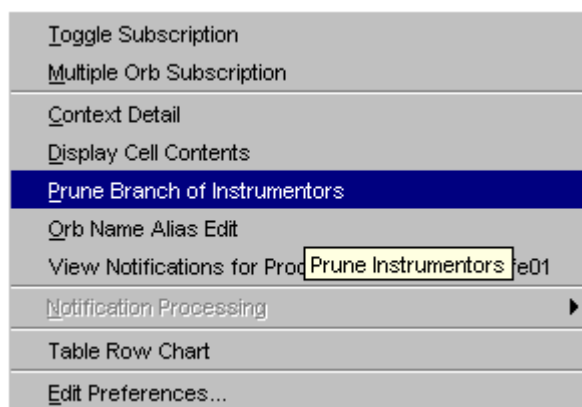 Toggle Subscription
Multiple Orb Subscription
Context Detail
Display Cell Contents
Prune Branch of Instrumentors
Orb Name Alias Edit
View Notifications for Proc fe01
Prune Instrumentors
Notification Processing
Table Row Chart
Edit Preferences...